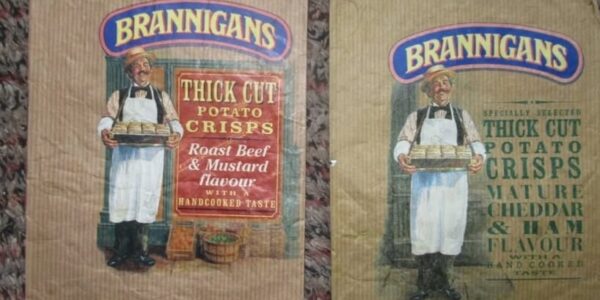 BRANNIGANS
THICK CUT
POTATO
CRISPS
Roast Beef
& Mustard
flavour
WITH A
HANDCOOKED TASTE
BRANNIGANS
SPECIALLY SELECTED
THICK CUT
POTATO
CRISPS
MATURE
CHEDDAR
& HAM
FLAVOUR
WITH A
HAND COOKED
TASTE